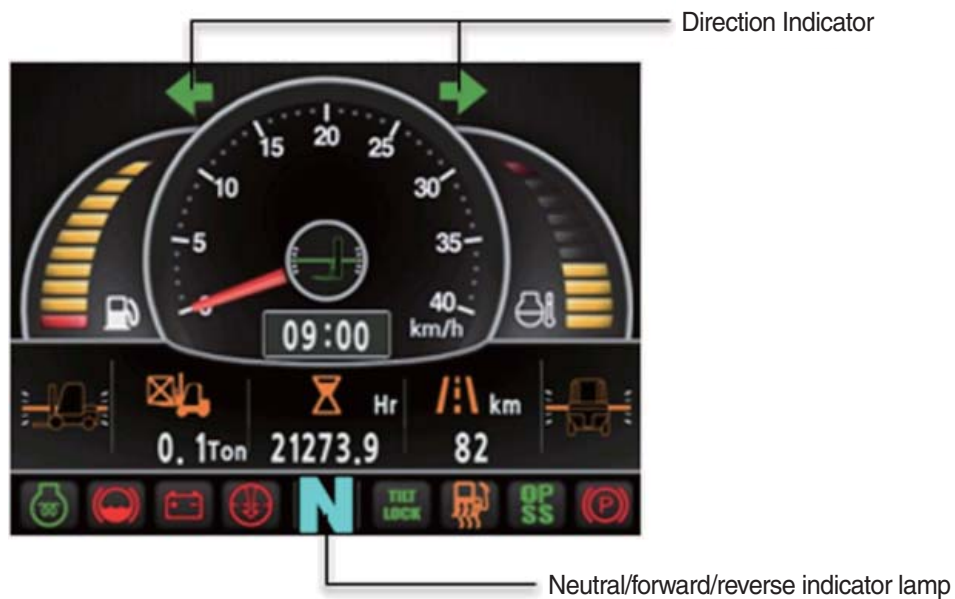 Direction Indicator
0
5
10
15
20
25
30
35
40
km/h
09:00
Hr
km
0.1Ton
21273.9
82
N
TILT
LOCK
OP
SS
P
Neutral/forward/reverse indicator lamp